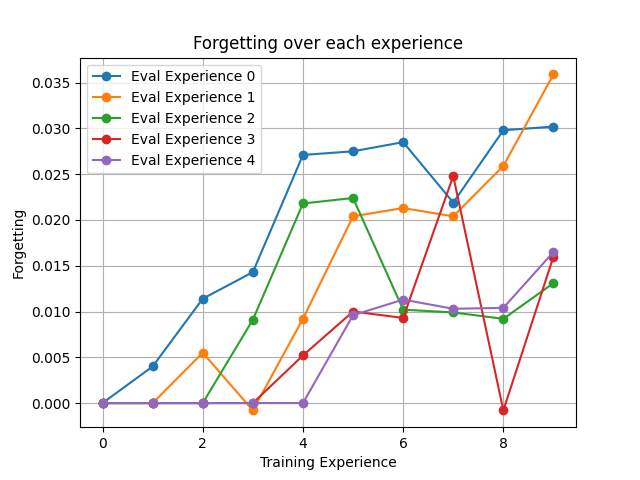 Forgetting over each experience
Eval Experience 0
Eval Experience 1
Eval Experience 2
Eval Experience 3
Eval Experience 4
0.035
0.030
0.025
0.020
0.015
0.010
0.005
0.000
Forgetting
0 2 4 6 8
Training Experience